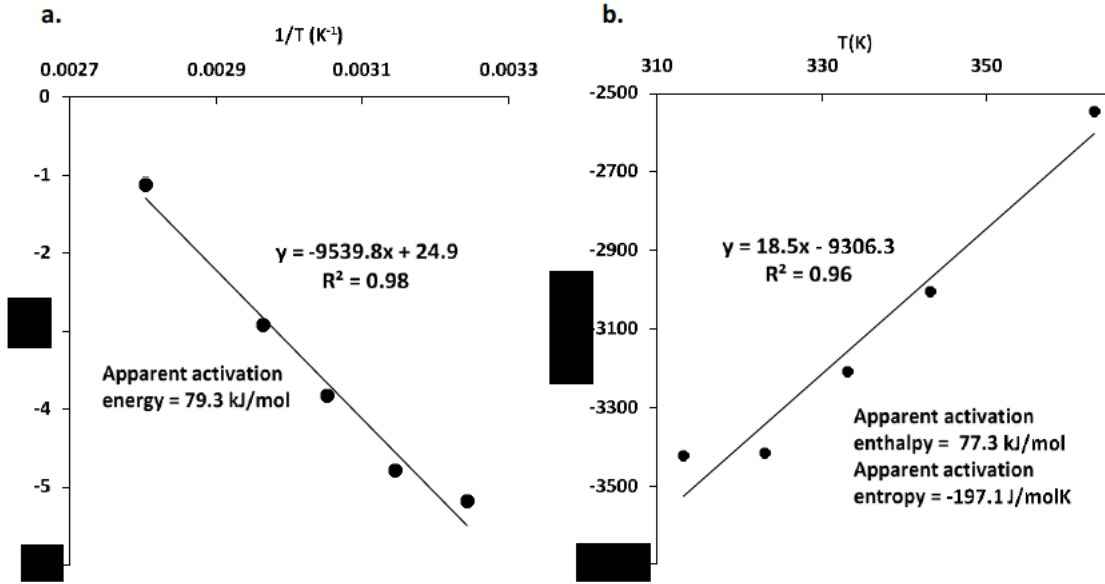 a.
1/T (K⁻¹)
0.0027 0.0029 0.0031 0.0033
0
-1
-2
-4
-5
y = -9539.8x + 24.9
R² = 0.98
Apparent activation
energy = 79.3 kJ/mol
b.
T(K)
310 330 350
-2500
-2700
-2900
-3100
-3300
-3500
y = 18.5x - 9306.3
R² = 0.96
Apparent activation
enthalpy = 77.3 kJ/mol
Apparent activation
entropy = -197.1 J/molK